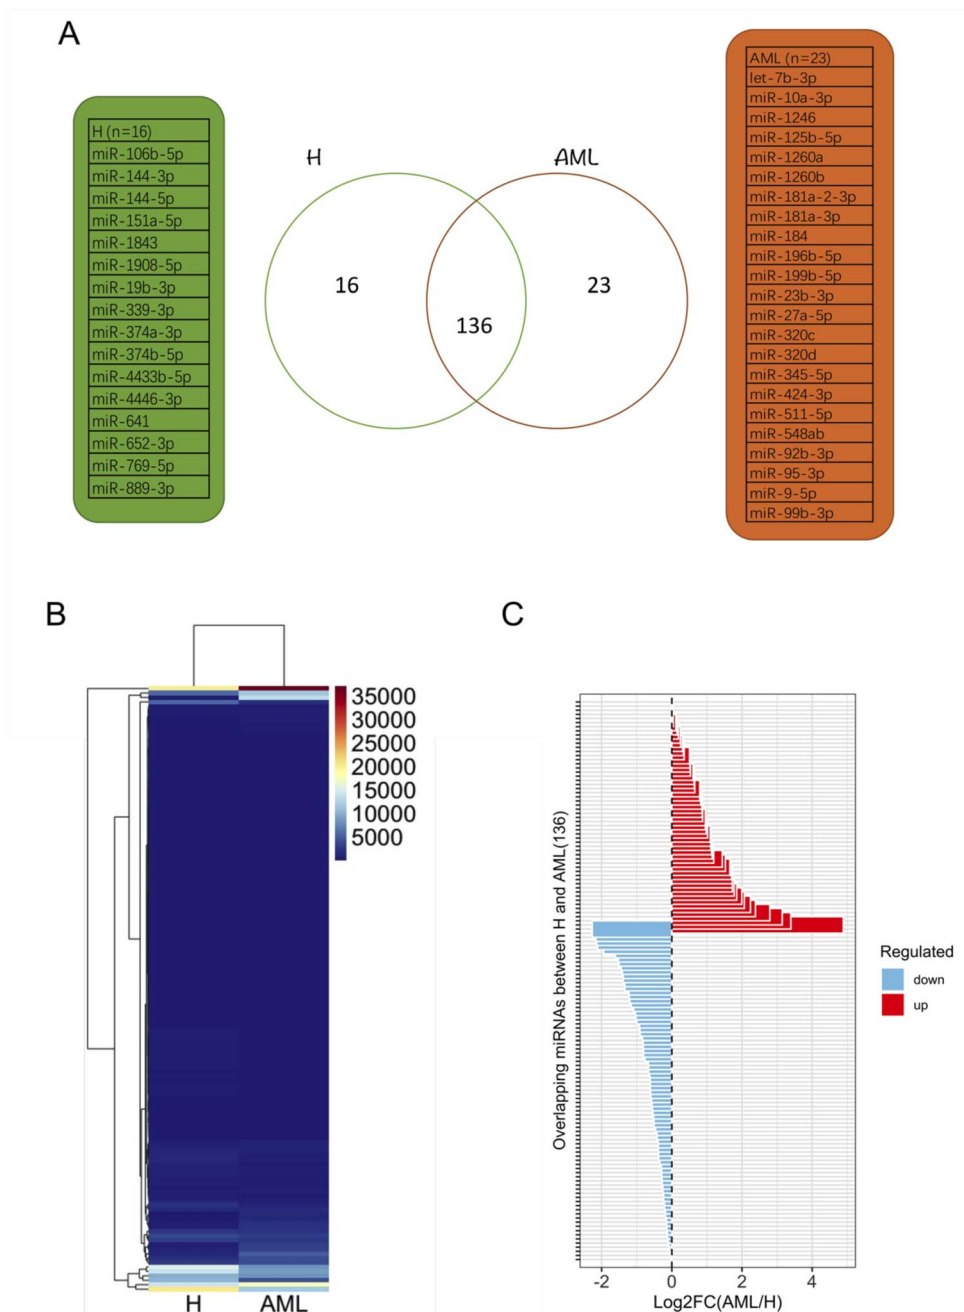 A
H (n=16)
miR-106b-5p
miR-144-3p
miR-144-5p
miR-151a-5p
miR-1843
miR-1908-5p
miR-19b-3p
miR-339-3p
miR-374a-3p
miR-374b-5p
miR-4433b-5p
miR-4446-3p
miR-641
miR-652-3p
miR-769-5p
miR-889-3p
H
AML
16
136
23
AML (n=23)
let-7b-3p
miR-10a-3p
miR-1246
miR-125b-5p
miR-1260a
miR-1260b
miR-181a-2-3p
miR-181a-3p
miR-184
miR-196b-5p
miR-199b-5p
miR-23b-3p
miR-27a-5p
miR-320c
miR-320d
miR-345-5p
miR-424-3p
miR-511-5p
miR-548ab
miR-92b-3p
miR-95-3p
miR-9-5p
miR-99b-3p
B
35000
30000
25000
20000
15000
10000
5000
H
AML
C
Overlapping miRNAs between H and AML(136)
-2
0
2
4
Log2FC(AML/H)
Regulated
down
up